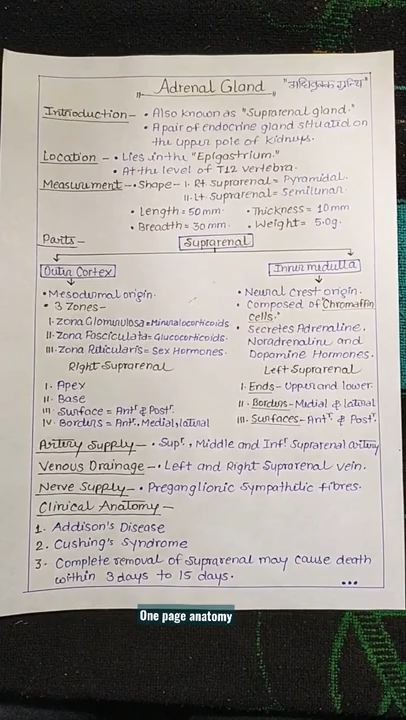 Adrenal Gland "अधिवृक्क ग्रन्थि"
Introduction- • Also known as "Suprarenal gland."
• A pair of endocrine gland situated on
the upper pole of kidneys.
Location - • Lies in the "Epigastrium."
• At the level of T12 vertebra.
Measurement - • Shape- I. Rt Suprarenal= Pyramidal.
II. Lt Suprarenal= Semilunar.
• Length= 50mm • Thickness= 10mm
• Breadth= 30mm. • Weight= 5.0g.
Parts- Suprarenal
Outer Cortex
• Mesodermal origin.
• 3 Zones-
I. Zona Glomirulosa=Mineralocorticoids
II. Zona Fasciculata=Glucocorticoids.
III. Zona Riticularis= Sex Hormones.
Inner medulla
• Neural Crest origin.
• Composed of "Chromaffin
Cells."
• Secretes Adrenaline,
Noradrenaline and
Dopamine Hormones.
Right Suprarenal
I. Apex
II. Base
III. Surface = Antr & Postr.
IV. Borders = Antr, Medial, lateral
Left Suprarenal
I. Ends- Upper and lower.
II. Borders- Medial & lateral
III. Surfaces- Antr & Postr.
Artery Supply - • Supr, Middle and Infr Suprarenal artery
Venous Drainage - • Left and Right Suprarenal vein.
Nerve Supply - • Preganglionic Sympathetic fibres.
Clinical Anatomy -
1. Addison's Disease
2. Cushing's Syndrome
3. Complete removal of Suprarenal may cause death
within 3 days to 15 days.
One page anatomy